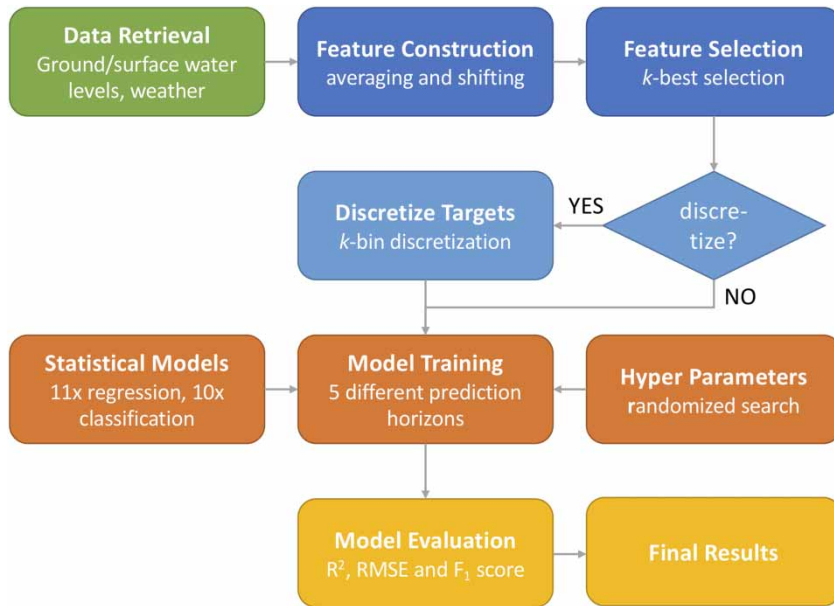 Data Retrieval
Ground/surface water
levels, weather
Feature Construction
averaging and shifting
Feature Selection
k-best selection
discre-
tize?
YES
NO
Discretize Targets
k-bin discretization
Statistical Models
11x regression, 10x
classification
Model Training
5 different prediction
horizons
Hyper Parameters
randomized search
Model Evaluation
R², RMSE and F₁ score
Final Results